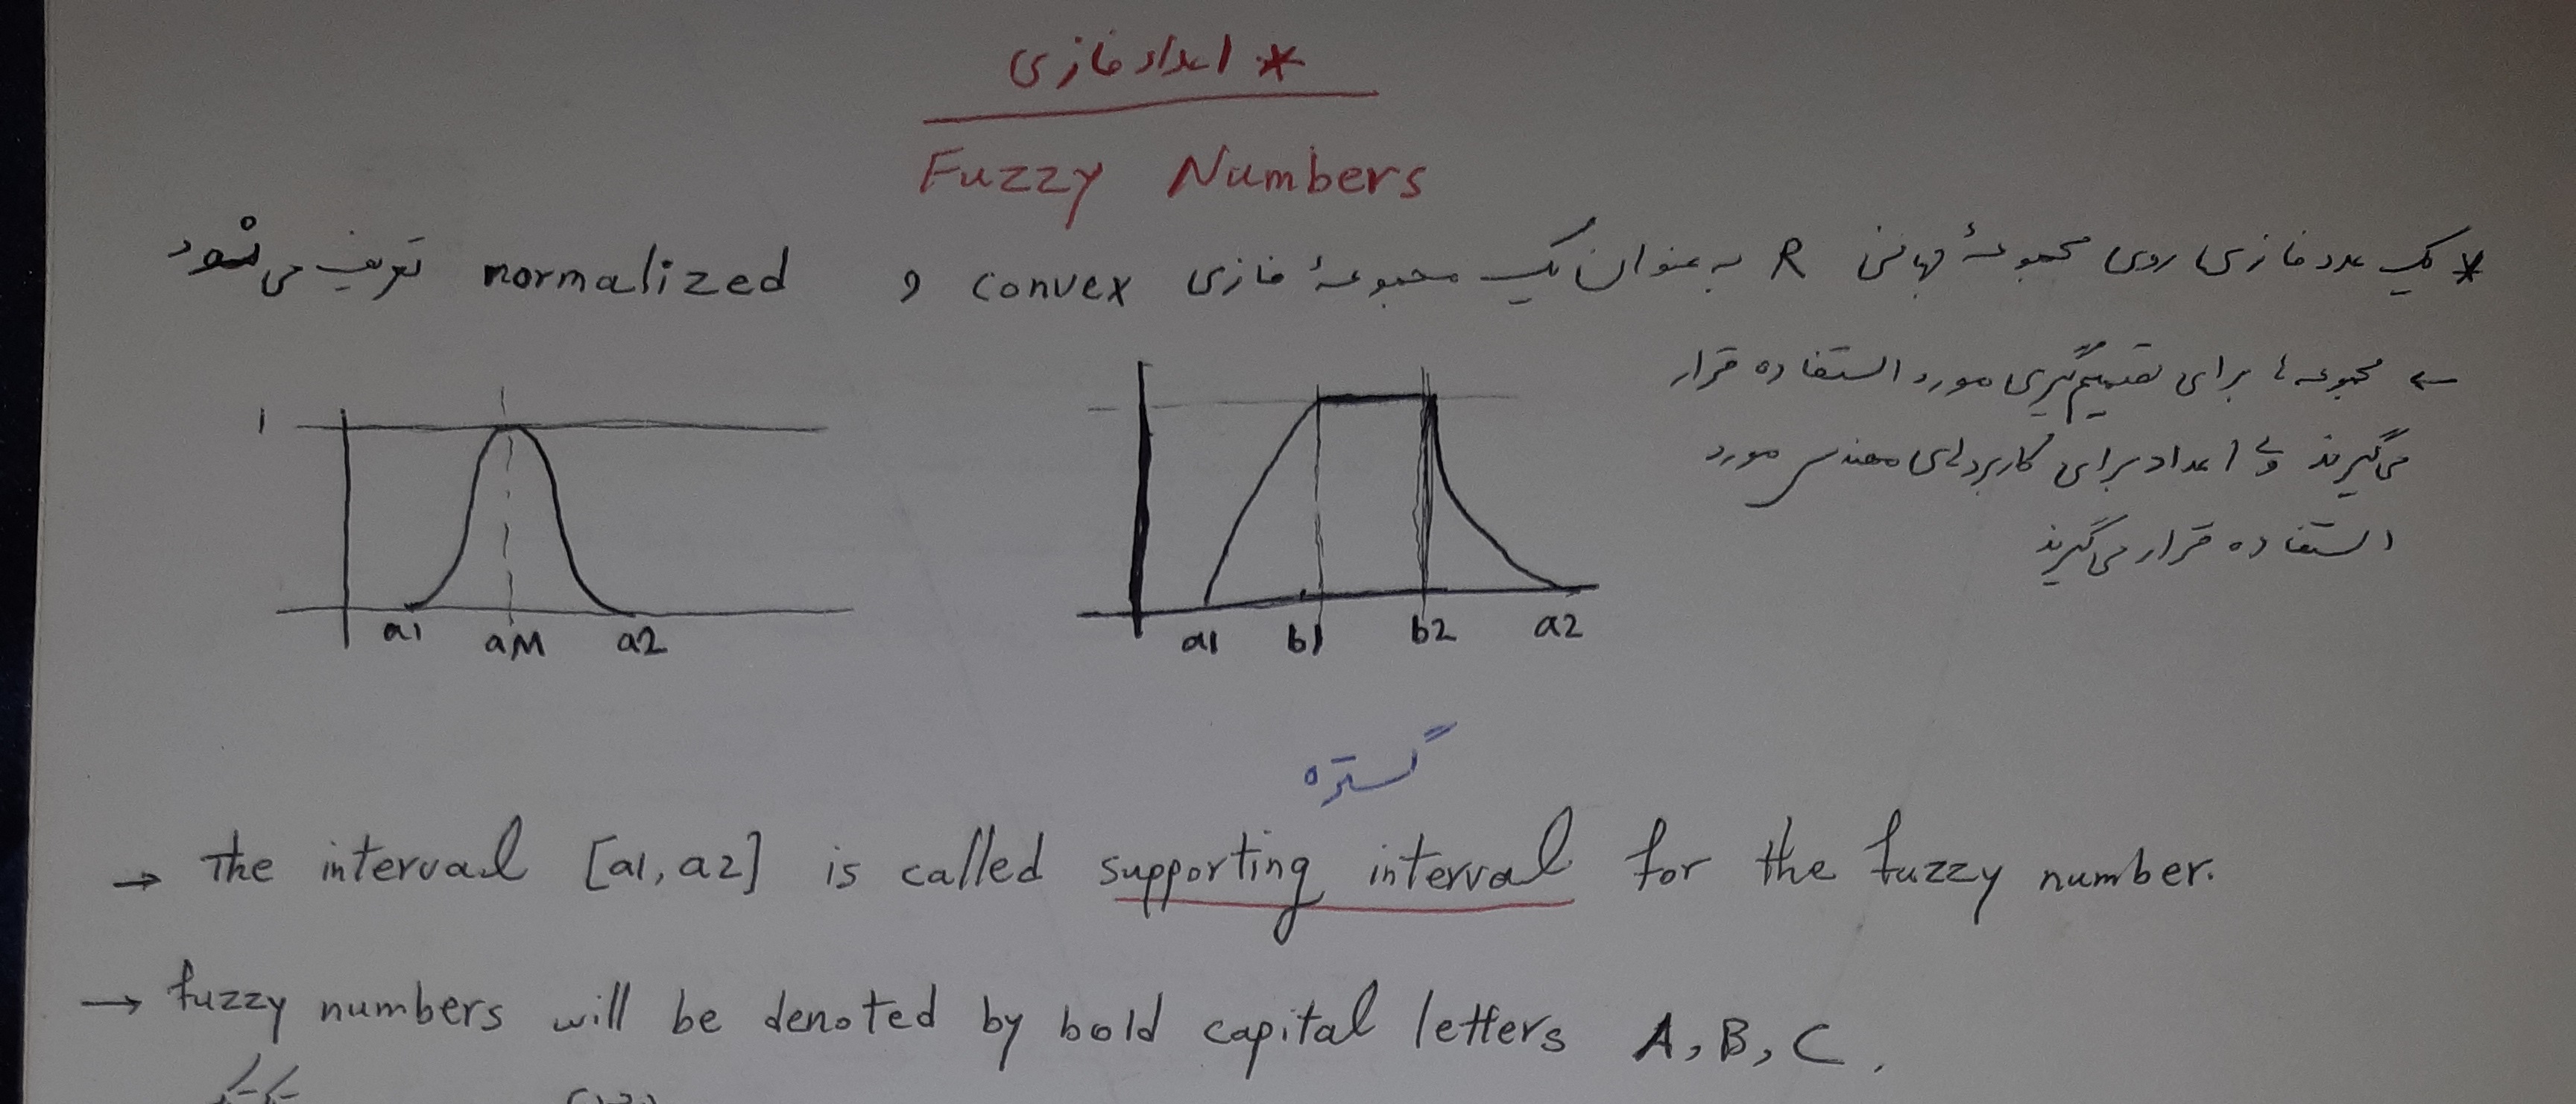 * اعداد فازی
Fuzzy Numbers
* یک عدد فازی روی مجموعهٔ جهانی R به عنوان یک مجموعهٔ فازی convex و normalized تعریف می شود
← مجموعه ها برای تصمیم گیری مورد استفاده قرار
می گیرند ولی اعداد برای کاربردهای مهندسی مورد
استفاده قرار می گیرند
1
a1 aM a2
a1 b1 b2 a2
گستره
→ The interval [a1, a2] is called supporting interval for the fuzzy number.
→ fuzzy numbers will be denoted by bold capital letters A, B, C.